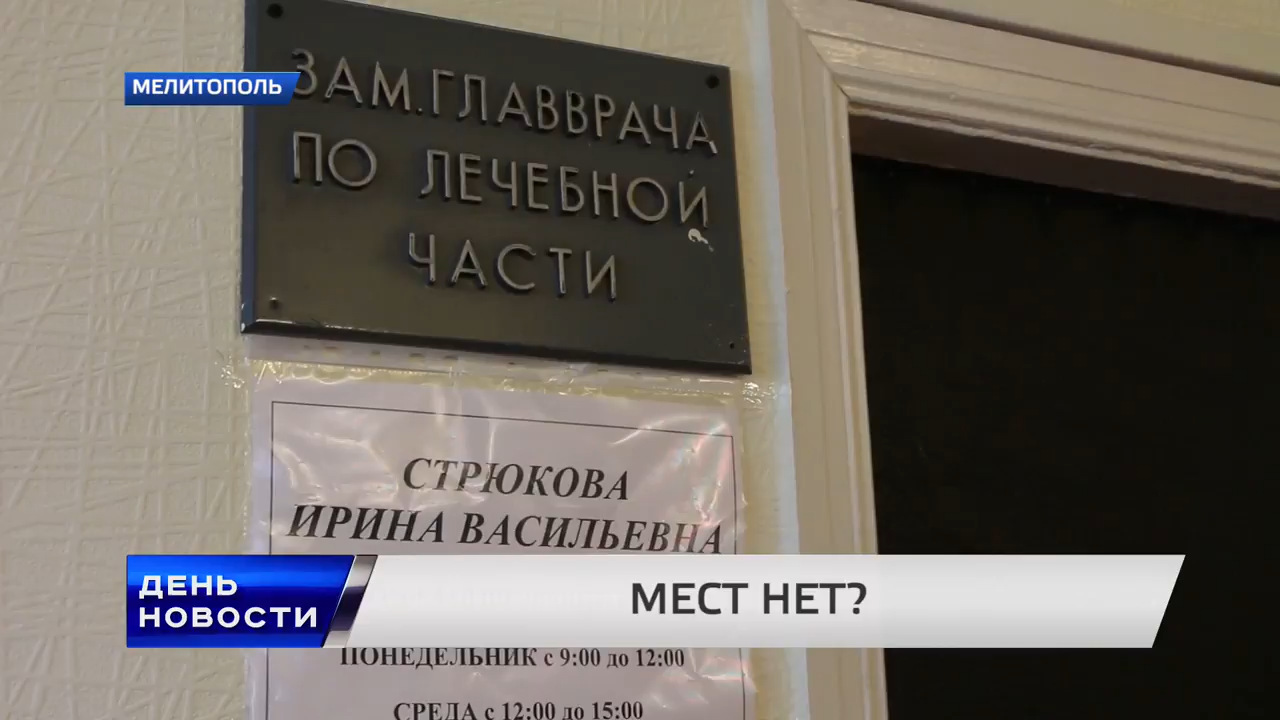 МЕЛИТОПОЛЬ
ЗАМ.ГЛАВВРАЧА
ПО ЛЕЧЕБНОЙ
ЧАСТИ
СТРЮКОВА
ИРИНА ВАСИЛЬЕВНА
ДЕНЬ
НОВОСТИ
МЕСТ НЕТ?
ПОНЕДЕЛЬНИК с 9:00 до 12:00
СРЕДА с 12:00 до 15:00